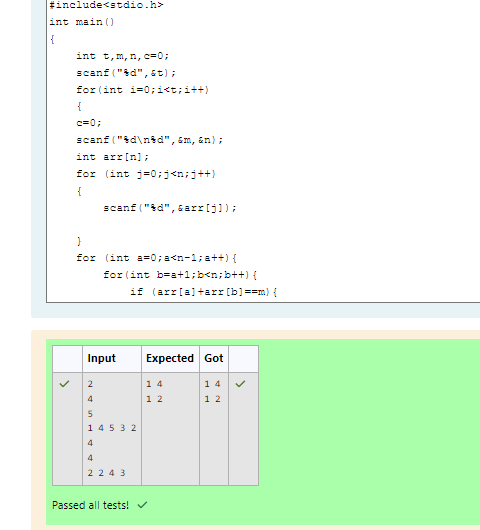 #include<stdio.h>
int main()
{
int t,m,n,c=0;
scanf("%d",&t);
for(int i=0;i<t;i++)
{
c=0;
scanf("%d\n%d",&m,&n);
int arr[n];
for (int j=0;j<n;j++)
{
scanf("%d",&arr[j]);
}
for (int a=0;a<n-1;a++){
for(int b=a+1;b<n;b++){
if (arr[a]+arr[b]==m){
Input Expected Got
2 1 4 1 4
4 1 2 1 2
5
1 4 5 3 2
4
4
2 2 4 3
Passed all tests!